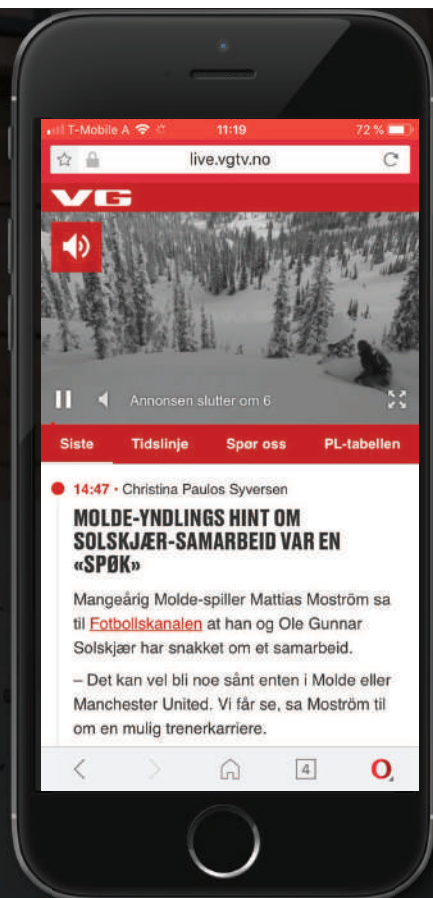 T-Mobile A 11:19 72 %
live.vgtv.no
VG
Annonsen slutter om 6
Siste Tidslinje Spør oss PL-tabellen
14:47 · Christina Paulos Syversen
MOLDE-YNDLINGS HINT OM
SOLSKJÆR-SAMARBEID VAR EN
«SPØK»
Mangeårig Molde-spiller Mattias Moström sa
til Fotbollskanalen at han og Ole Gunnar
Solskjær har snakket om et samarbeid.
– Det kan vel bli noe sånt enten i Molde eller
Manchester United. Vi får se, sa Moström til
om en mulig trenerkarriere.
4